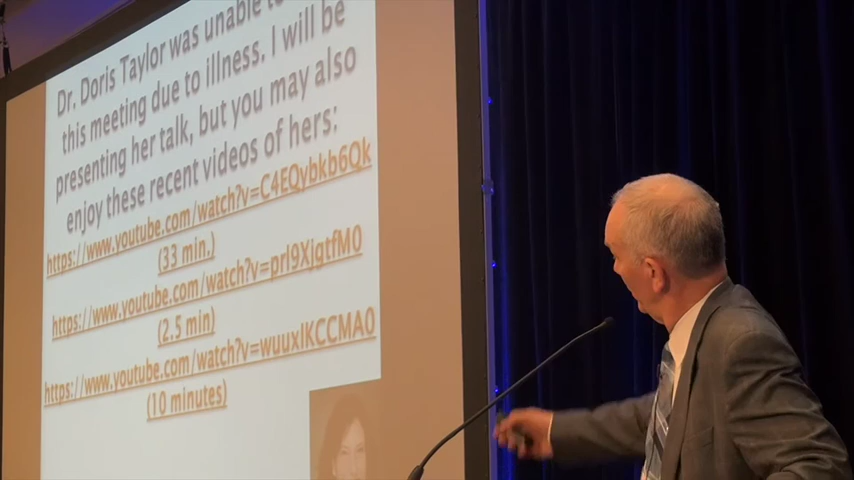 Dr. Doris Taylor was unable to
this meeting due to illness. I will be
presenting her talk, but you may also
enjoy these recent videos of hers:
https://www.youtube.com/watch?v=C4EQybkb6Qk
(33 min.)
https://www.youtube.com/watch?v=prl9XjqtfM0
(2.5 min)
https://www.youtube.com/watch?v=wuuxlKCCMA0
(10 minutes)